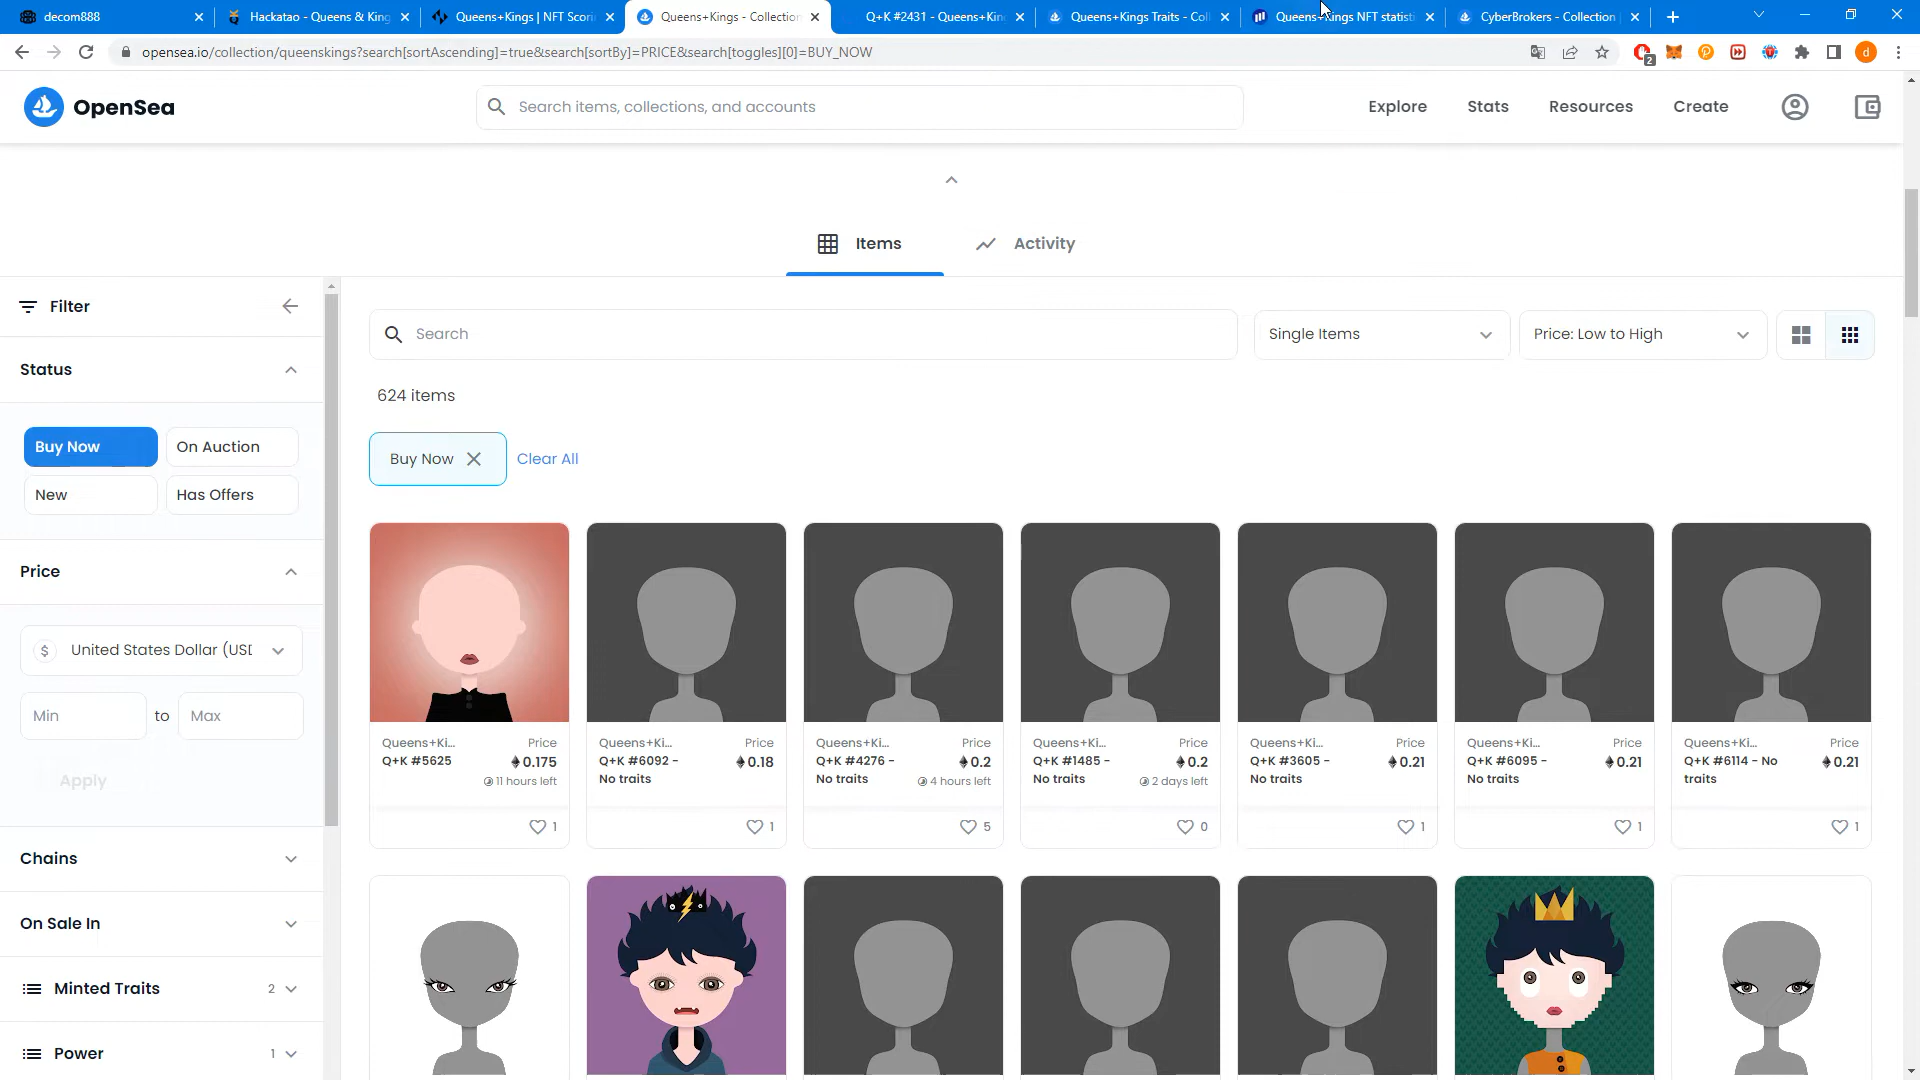 decom888
Hackatao - Queens & King
Queens+Kings | NFT Scori
Queens+Kings - Collection
Q+K #2431 - Queens+Kin
Queens+Kings Traits - Coll
Queens+Kings NFT statisti
CyberBrokers - Collection |
opensea.io/collection/queenskings?search[sortAscending]=true&search[sortBy]=PRICE&search[toggles][0]=BUY_NOW
2
d
OpenSea
Search items, collections, and accounts
Explore
Stats
Resources
Create
Items
Activity
Filter
Search
Single Items
Price: Low to High
Status
624 items
Buy Now
On Auction
New
Has Offers
Buy Now
Clear All
Price
$ United States Dollar (USD
Min to Max
Apply
Chains
On Sale In
Minted Traits 2
Power 1
Queens+Ki... Price
Q+K #5625 0.175
11 hours left
1
Queens+Ki... Price
Q+K #6092 - 0.18
No traits
1
Queens+Ki... Price
Q+K #4276 - 0.2
No traits 4 hours left
5
Queens+Ki... Price
Q+K #1485 - 0.2
No traits 2 days left
0
Queens+Ki... Price
Q+K #3605 - 0.21
No traits
1
Queens+Ki... Price
Q+K #6095 - 0.21
No traits
1
Queens+Ki... Price
Q+K #6114 - No 0.21
traits
1